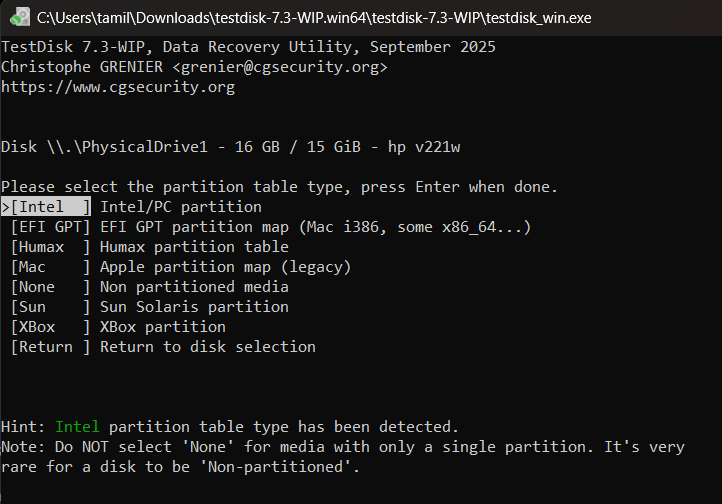 C:\Users\tamil\Downloads\testdisk-7.3-WIP.win64\testdisk-7.3-WIP\testdisk_win.exe
TestDisk 7.3-WIP, Data Recovery Utility, September 2025
Christophe GRENIER <grenier@cgsecurity.org>
https://www.cgsecurity.org
Disk \\.\PhysicalDrive1 - 16 GB / 15 GiB - hp v221w
Please select the partition table type, press Enter when done.
>[Intel  ] Intel/PC partition
[EFI GPT] EFI GPT partition map (Mac i386, some x86_64...)
[Humax  ] Humax partition table
[Mac    ] Apple partition map (legacy)
[None   ] Non partitioned media
[Sun    ] Sun Solaris partition
[XBox   ] XBox partition
[Return ] Return to disk selection
Hint: Intel partition table type has been detected.
Note: Do NOT select 'None' for media with only a single partition. It's very
rare for a disk to be 'Non-partitioned'.